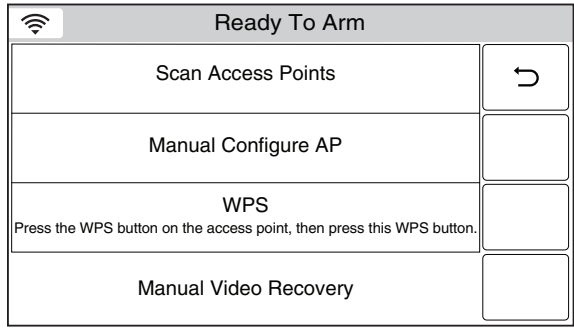 Ready To Arm
Scan Access Points
Manual Configure AP
WPS
Press the WPS button on the access point, then press this WPS button.
Manual Video Recovery